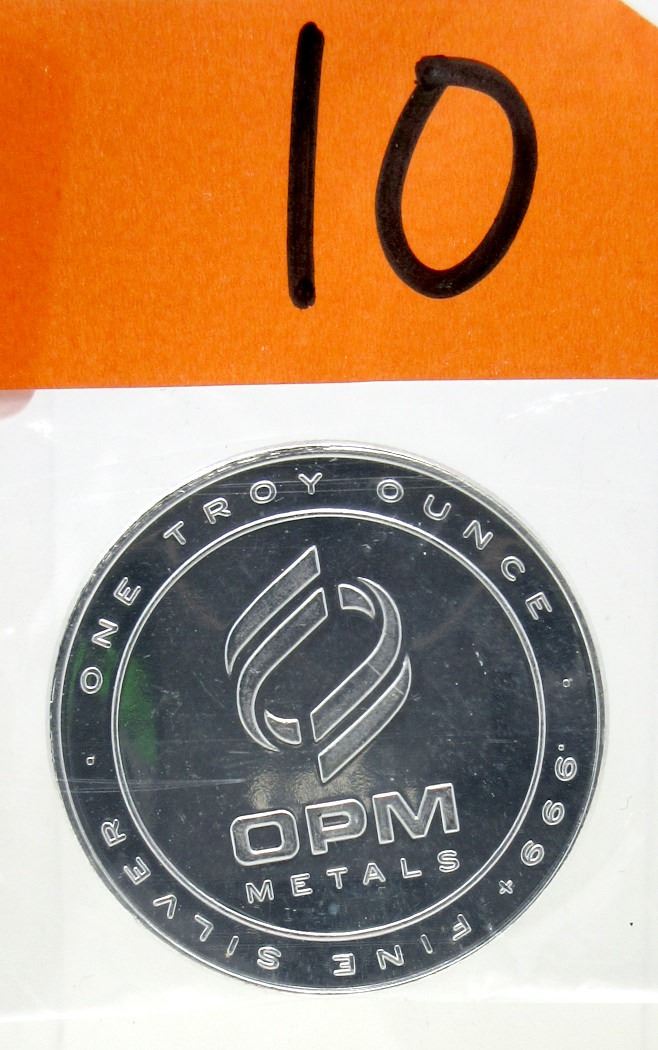 10
ONE TROY OUNCE
.999+ FINE SILVER
OPM
METALS